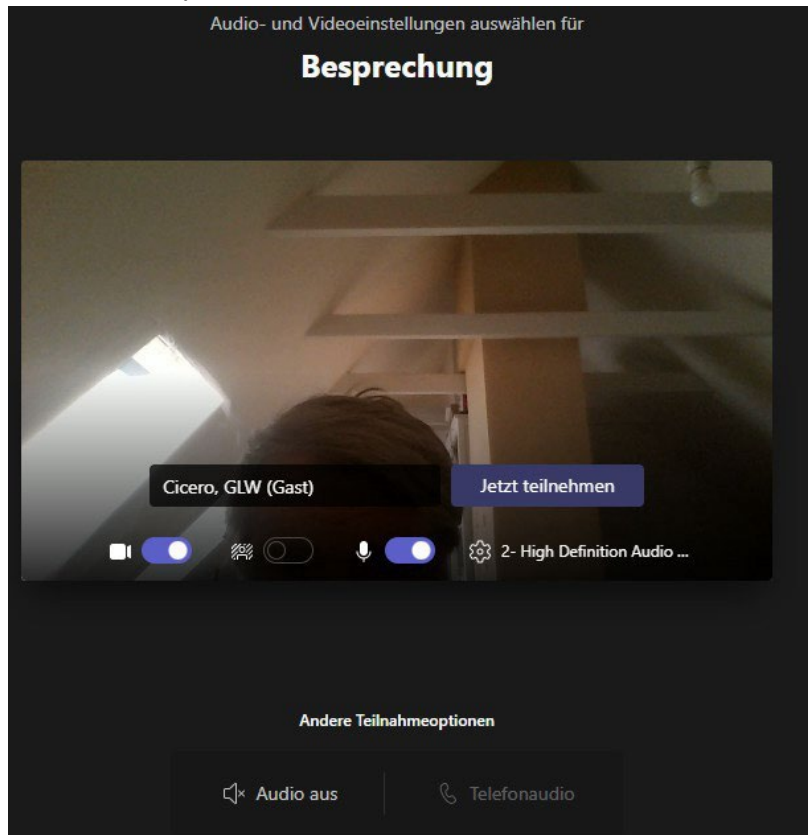 Audio- und Videoeinstellungen auswählen für
Besprechung
Cicero, GLW (Gast)
Jetzt teilnehmen
2- High Definition Audio ...
Andere Teilnahmeoptionen
Audio aus
Telefonaudio